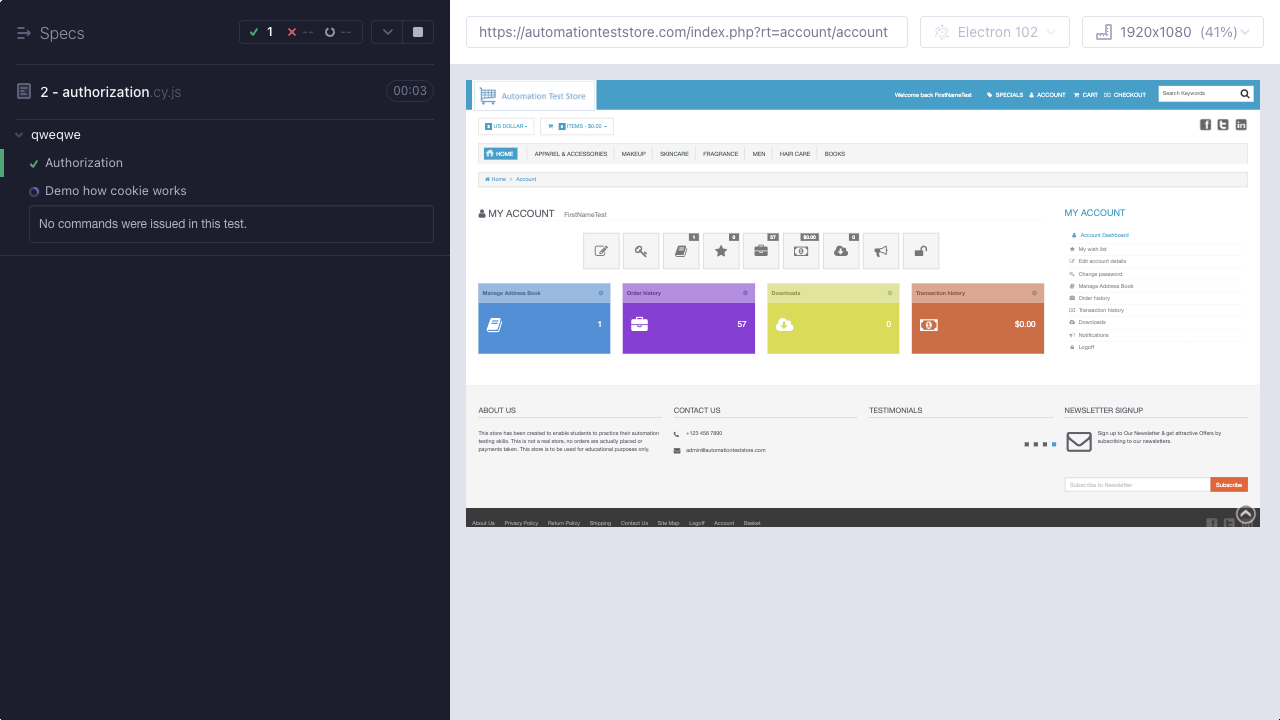 Specs
1
--
--
2 - authorization.cy.js
00:03
qweqwe
Authorization
Demo how cookie works
No commands were issued in this test.
https://automationteststore.com/index.php?rt=account/account
Electron 102
1920x1080 (41%)
Automation Test Store
Welcome back FirstNameTest
SPECIALS
ACCOUNT
CART
CHECKOUT
Search Keywords
US DOLLAR
ITEMS - $0.00
HOME
APPAREL & ACCESSORIES
MAKEUP
SKINCARE
FRAGRANCE
MEN
HAIR CARE
BOOKS
Home
Account
MY ACCOUNT FirstNameTest
1
0
57
$0.00
0
Manage Address Book
1
Order history
57
Downloads
0
Transaction history
$0.00
MY ACCOUNT
Account Dashboard
My wish list
Edit account details
Change password
Manage Address Book
Order history
Transaction history
Downloads
Notifications
Logoff
ABOUT US
This store has been created to enable students to practice their automation
testing skills. This is not a real store, no orders are actually placed or
payments taken. This store is to be used for educational purposes only.
CONTACT US
+123 456 7890
admin@automationteststore.com
TESTIMONIALS
NEWSLETTER SIGNUP
Sign up to Our Newsletter & get attractive Offers by
subscribing to our newsletters.
Subscribe to Newsletter
Subscribe
About Us
Privacy Policy
Return Policy
Shipping
Contact Us
Site Map
Logoff
Account
Basket